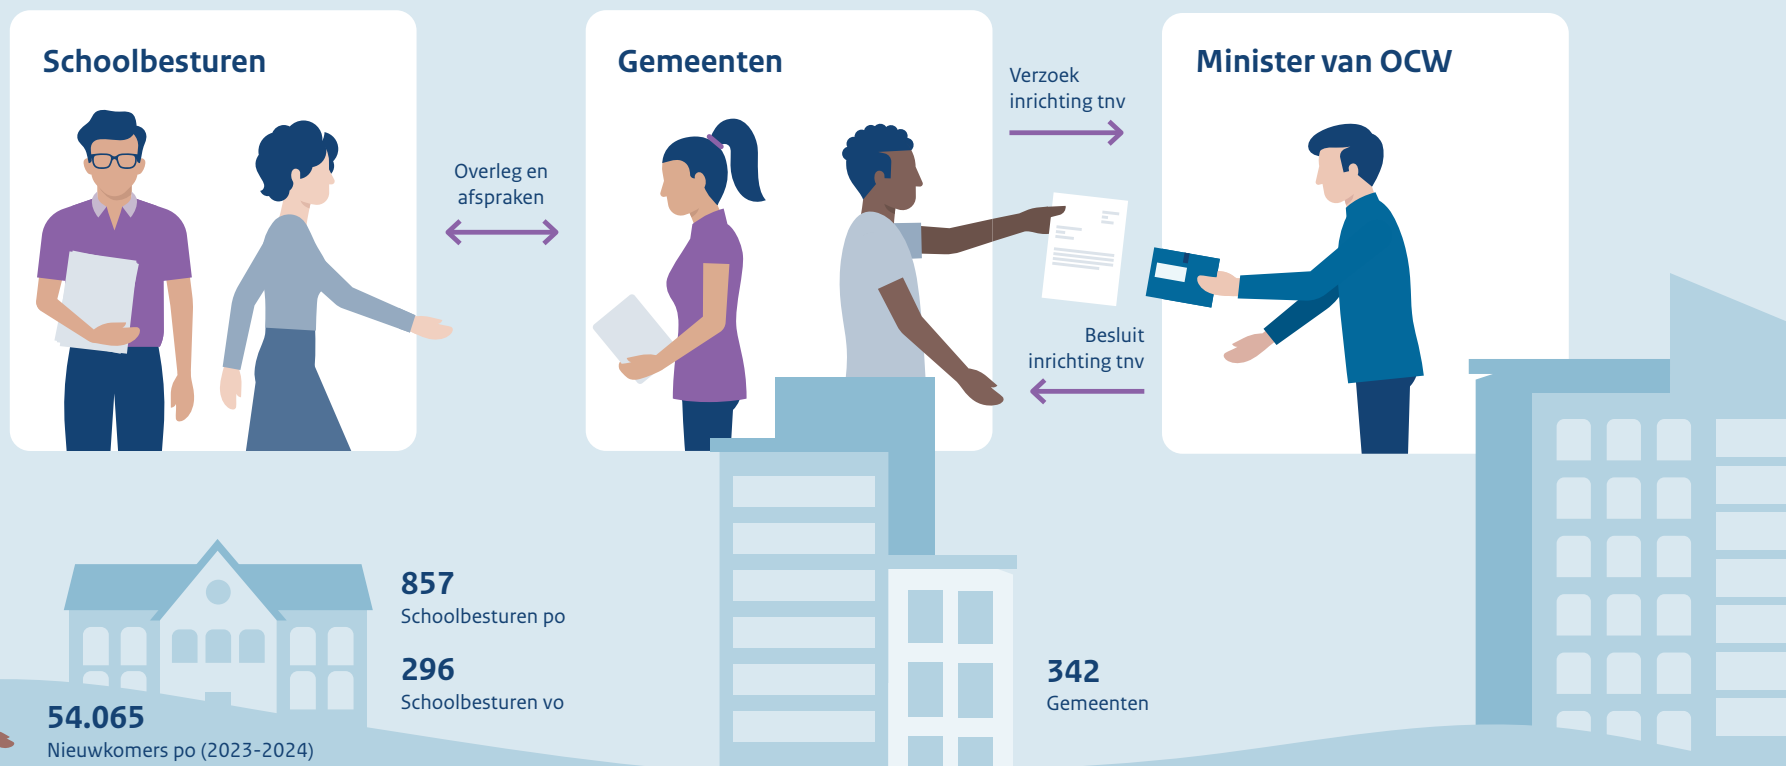 Schoolbesturen
Overleg en
afspraken
Gemeenten
Verzoek
inrichting tnv
Besluit
inrichting tnv
Minister van OCW
857
Schoolbesturen po
296
Schoolbesturen vo
54.065
Nieuwkomers po (2023-2024)
342
Gemeenten